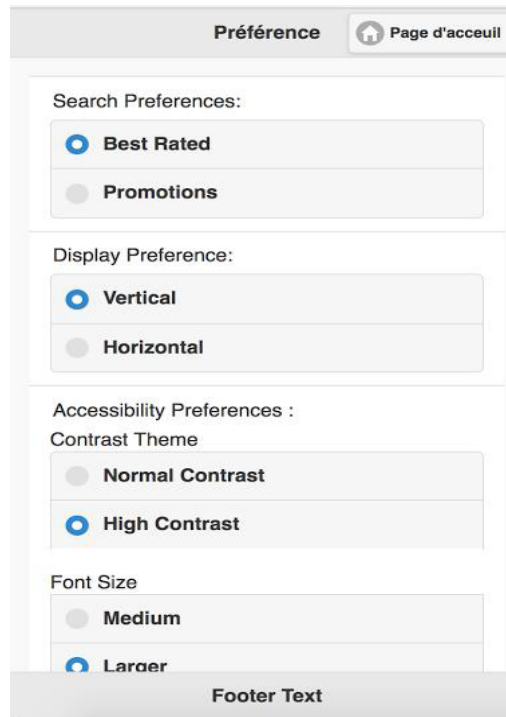 Préférence
Page d'acceuil
Search Preferences:
Best Rated
Promotions
Display Preference:
Vertical
Horizontal
Accessibility Preferences :
Contrast Theme
Normal Contrast
High Contrast
Font Size
Medium
Larger
Footer Text